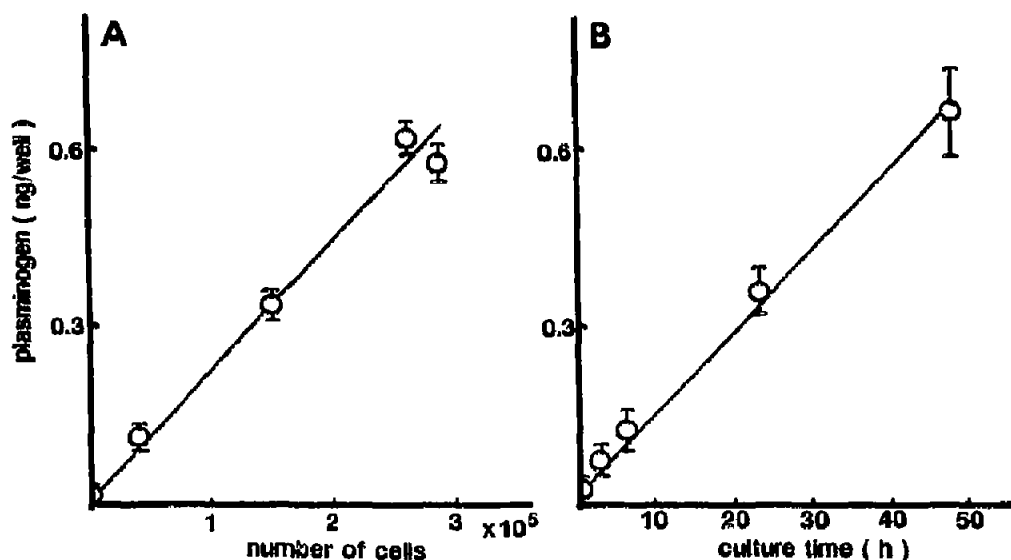 A
B
plasminogen ( ng/well )
0.6
0.3
0.6
0.3
1 2 3 x10⁵
number of cells
10 20 30 40 50
culture time ( h )